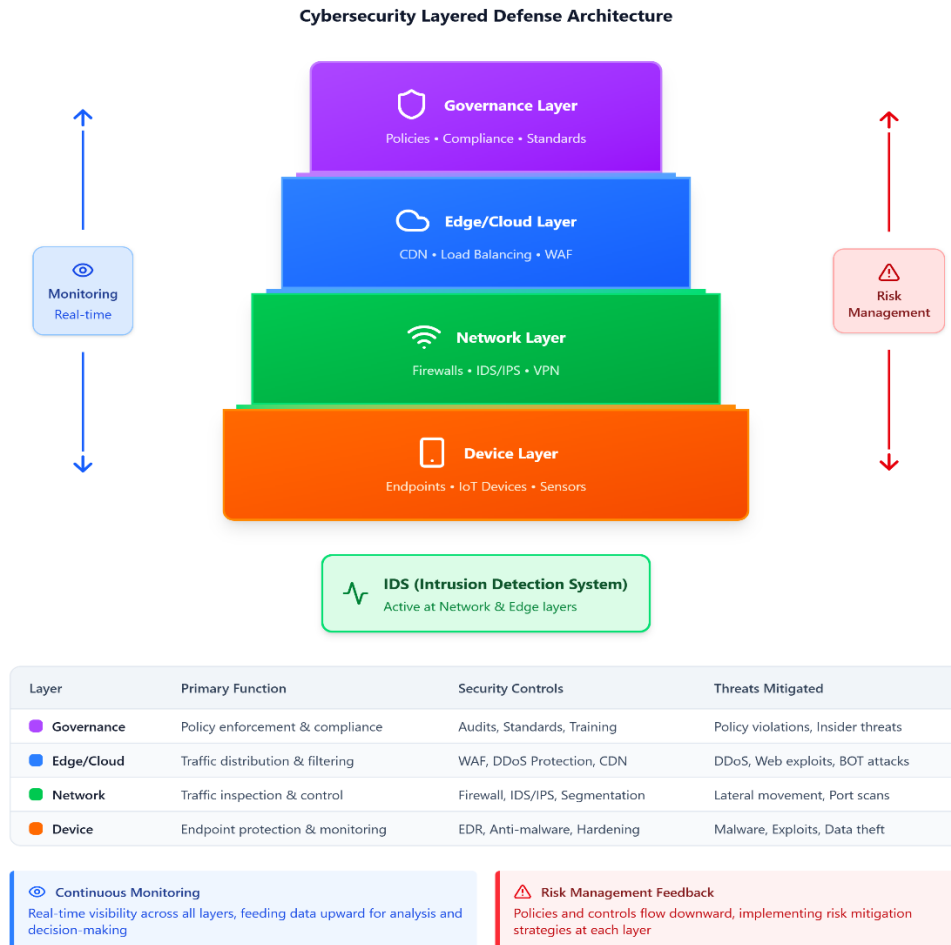 Cybersecurity Layered Defense Architecture
Governance Layer
Policies • Compliance • Standards
Edge/Cloud Layer
CDN • Load Balancing • WAF
Monitoring
Real-time
Risk
Management
Network Layer
Firewalls • IDS/IPS • VPN
Device Layer
Endpoints • IoT Devices • Sensors
IDS (Intrusion Detection System)
Active at Network & Edge layers
Layer Primary Function Security Controls Threats Mitigated
Governance Policy enforcement & compliance Audits, Standards, Training Policy violations, Insider threats
Edge/Cloud Traffic distribution & filtering WAF, DDoS Protection, CDN DDoS, Web exploits, BOT attacks
Network Traffic inspection & control Firewall, IDS/IPS, Segmentation Lateral movement, Port scans
Device Endpoint protection & monitoring EDR, Anti-malware, Hardening Malware, Exploits, Data theft
Continuous Monitoring
Real-time visibility across all layers, feeding data upward for analysis and
decision-making
Risk Management Feedback
Policies and controls flow downward, implementing risk mitigation
strategies at each layer